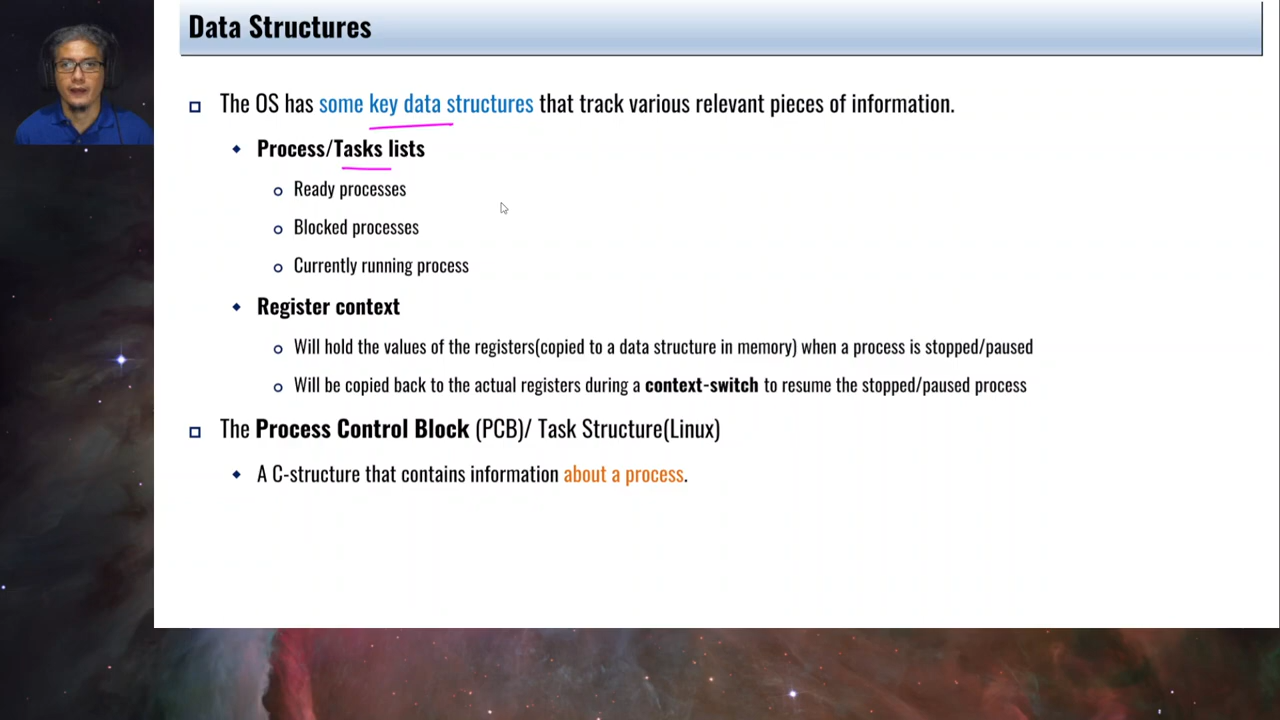 Data Structures
The OS has some key data structures that track various relevant pieces of information.
Process/Tasks lists
Ready processes
Blocked processes
Currently running process
Register context
Will hold the values of the registers(copied to a data structure in memory) when a process is stopped/paused
Will be copied back to the actual registers during a context-switch to resume the stopped/paused process
The Process Control Block (PCB)/ Task Structure(Linux)
A C-structure that contains information about a process.